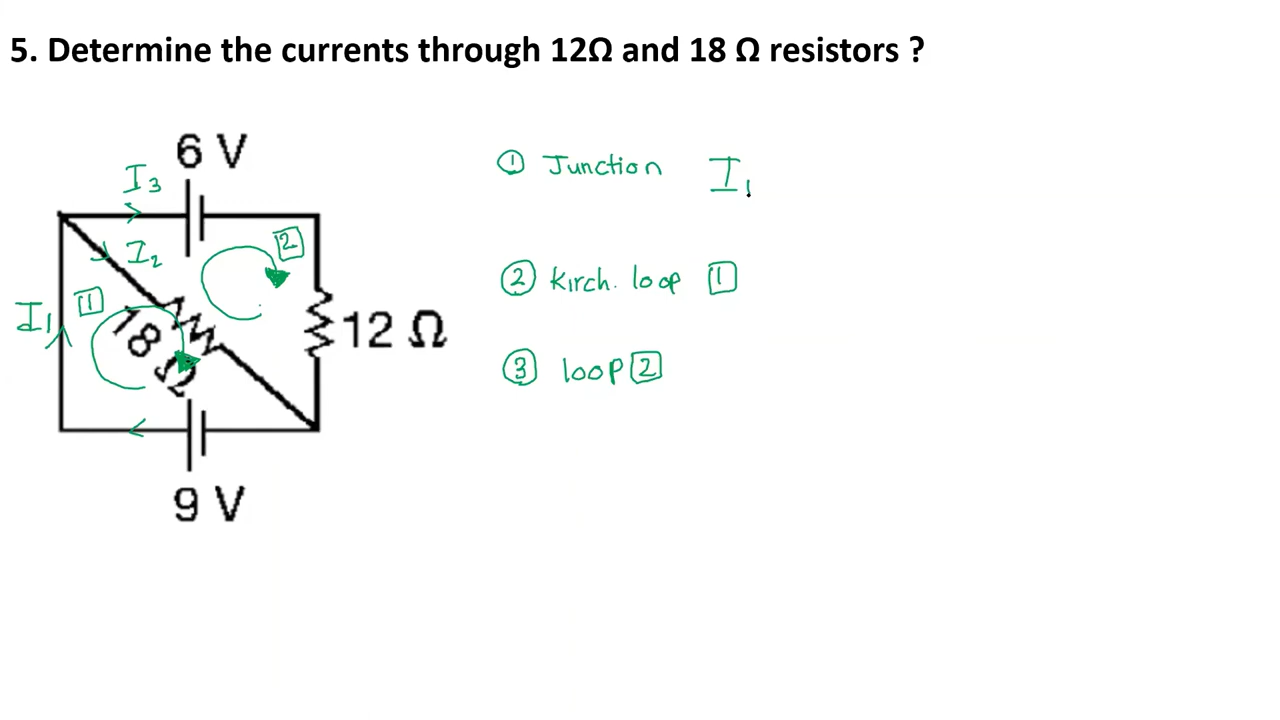 5. Determine the currents through 12Ω and 18 Ω resistors ?
6 V
I3
① Junction I1
2
I2
② Kirch. loop 1
1
I1
18 Ω
12 Ω
③ loop 2
9 V